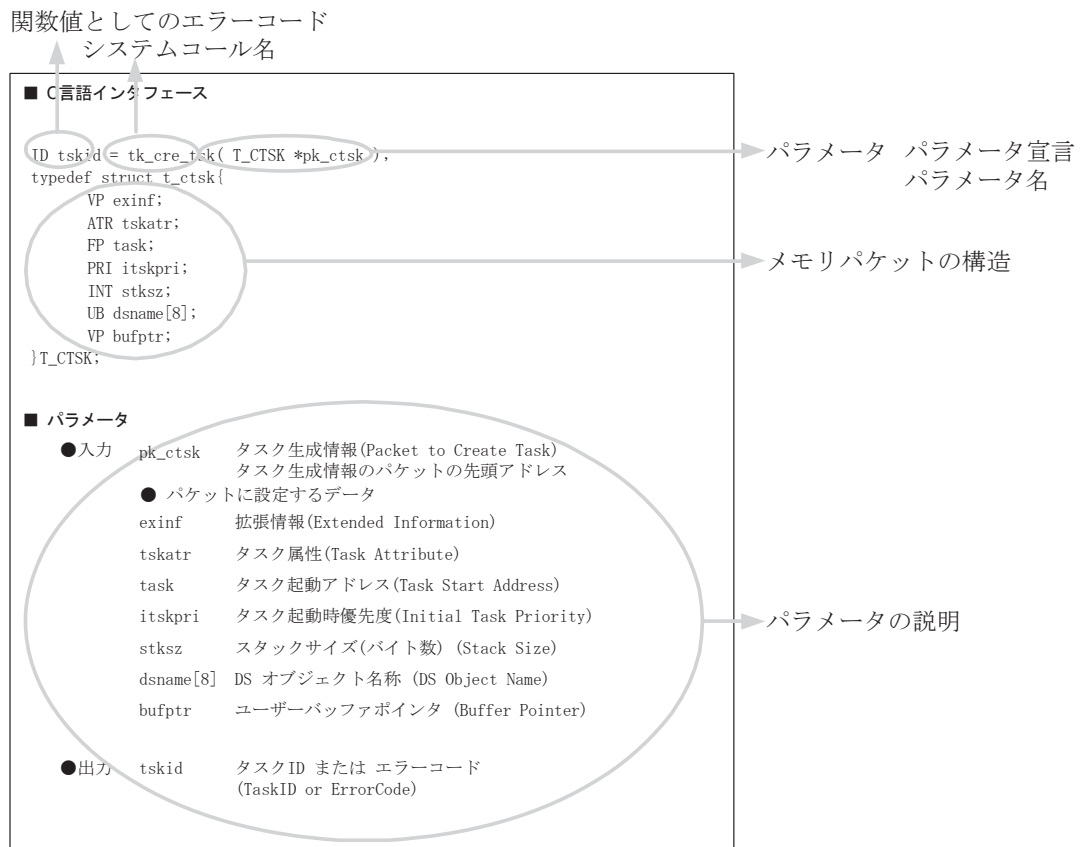 関数値としてのエラーコード
システムコール名
■ C言語インタフェース
ID tskid = tk_cre_tsk( T_CTSK *pk_ctsk );
typedef struct t_ctsk{
VP exinf;
ATR tskatr;
FP task;
PRI itskpri;
INT stksz;
UB dsname[8];
VP bufptr;
}T_CTSK;
パラメータ パラメータ宣言
パラメータ名
メモリパケットの構造
■ パラメータ
●入力 pk_ctsk タスク生成情報(Packet to Create Task)
タスク生成情報のパケットの先頭アドレス
● パケットに設定するデータ
exinf 拡張情報(Extended Information)
tskatr タスク属性(Task Attribute)
task タスク起動アドレス(Task Start Address)
itskpri タスク起動時優先度(Initial Task Priority)
stksz スタックサイズ(バイト数) (Stack Size)
dsname[8] DS オブジェクト名称 (DS Object Name)
bufptr ユーザーバッファポインタ (Buffer Pointer)
●出力 tskid タスクID または エラーコード
(TaskID or ErrorCode)
パラメータの説明